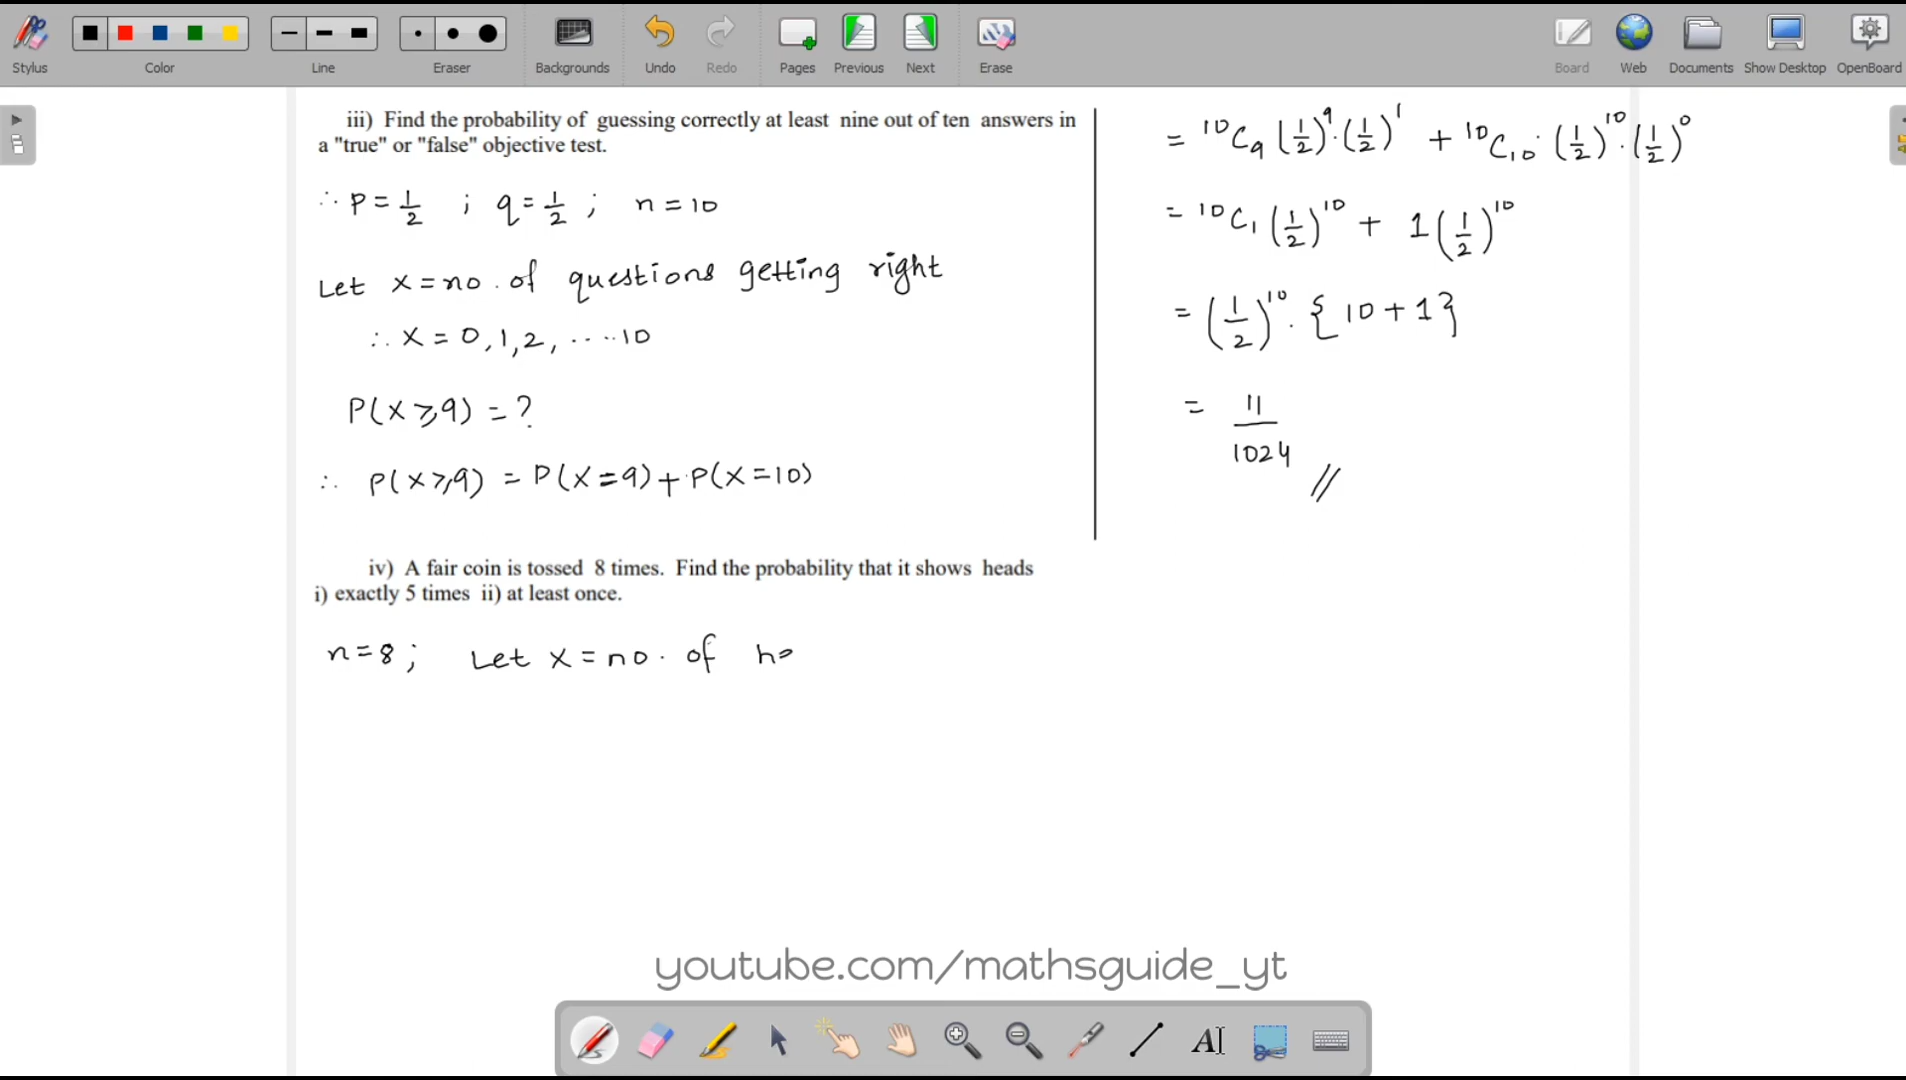 Stylus Color Line Eraser Backgrounds Undo Redo Pages Previous Next Erase Board Web Documents Show Desktop OpenBoard
iii) Find the probability of guessing correctly at least nine out of ten answers in
a "true" or "false" objective test.
∴ P = 1/2 ; q = 1/2 ; n = 10
Let X = no. of questions getting right
∴ X = 0, 1, 2, ..... 10
P(X ≥ 9) = ?
∴ P(X ≥ 9) = P(X = 9) + P(X = 10)
= ¹⁰C₉ (1/2)⁹ · (1/2)¹ + ¹⁰C₁₀ · (1/2)¹⁰ · (1/2)⁰
= ¹⁰C₁ (1/2)¹⁰ + 1 (1/2)¹⁰
= (1/2)¹⁰ . {10 + 1}
= 11/1024 //
iv) A fair coin is tossed 8 times. Find the probability that it shows heads
i) exactly 5 times ii) at least once.
n = 8 ; Let X = no. of
youtube.com/mathsguide_yt